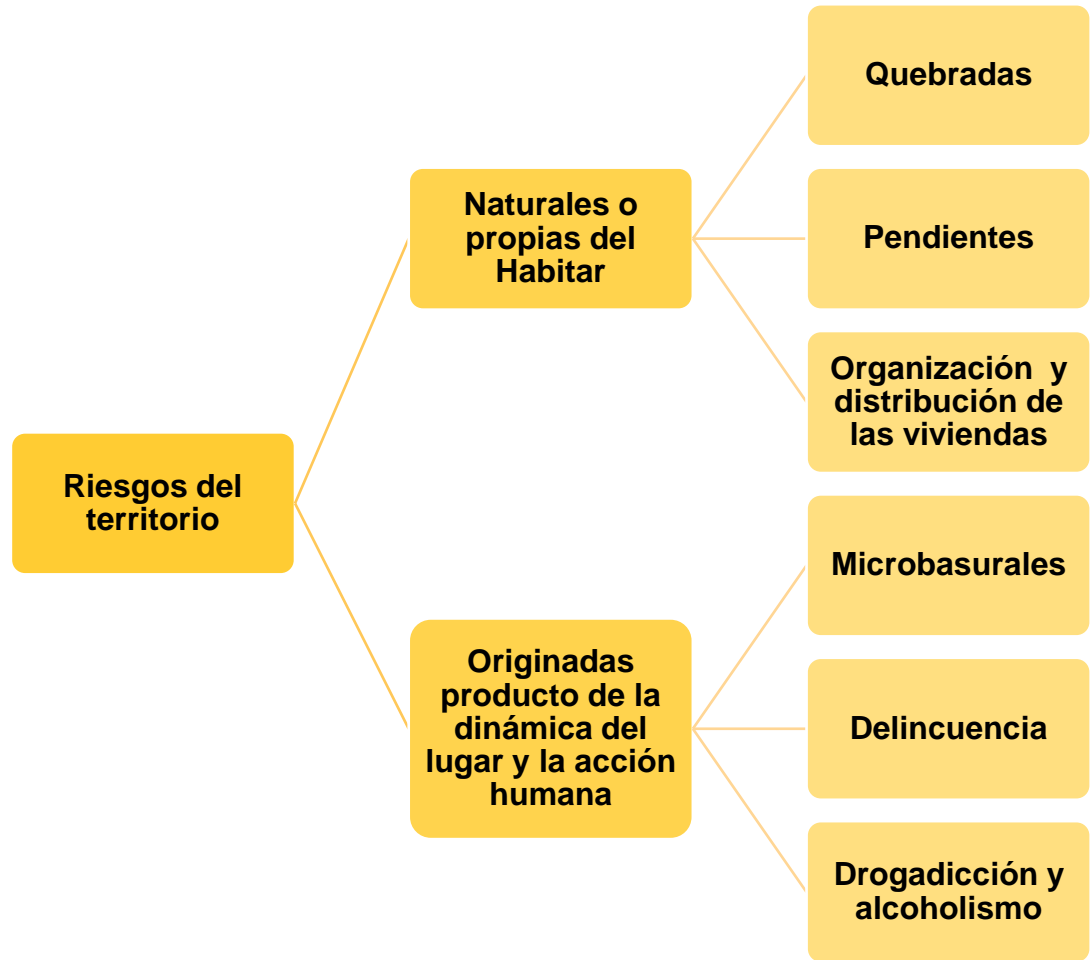 Riesgos del
territorio
Naturales o
propias del
Habitar
Quebradas
Pendientes
Organización y
distribución de
las viviendas
Originadas
producto de la
dinámica del
lugar y la acción
humana
Microbasurales
Delincuencia
Drogadicción y
alcoholismo